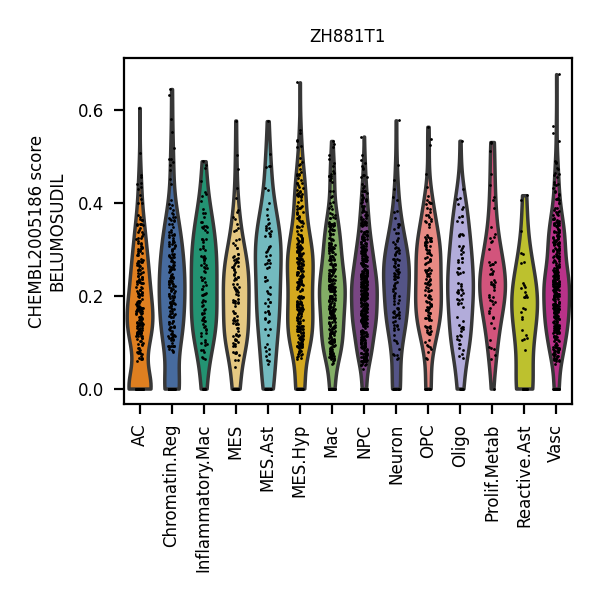 ZH881T1
CHEMBL2005186 score
BELUMOSUDIL
0.6
0.4
0.2
0.0
AC
Chromatin.Reg
Inflammatory.Mac
MES
MES.Ast
MES.Hyp
Mac
NPC
Neuron
OPC
Oligo
Prolif.Metab
Reactive.Ast
Vasc